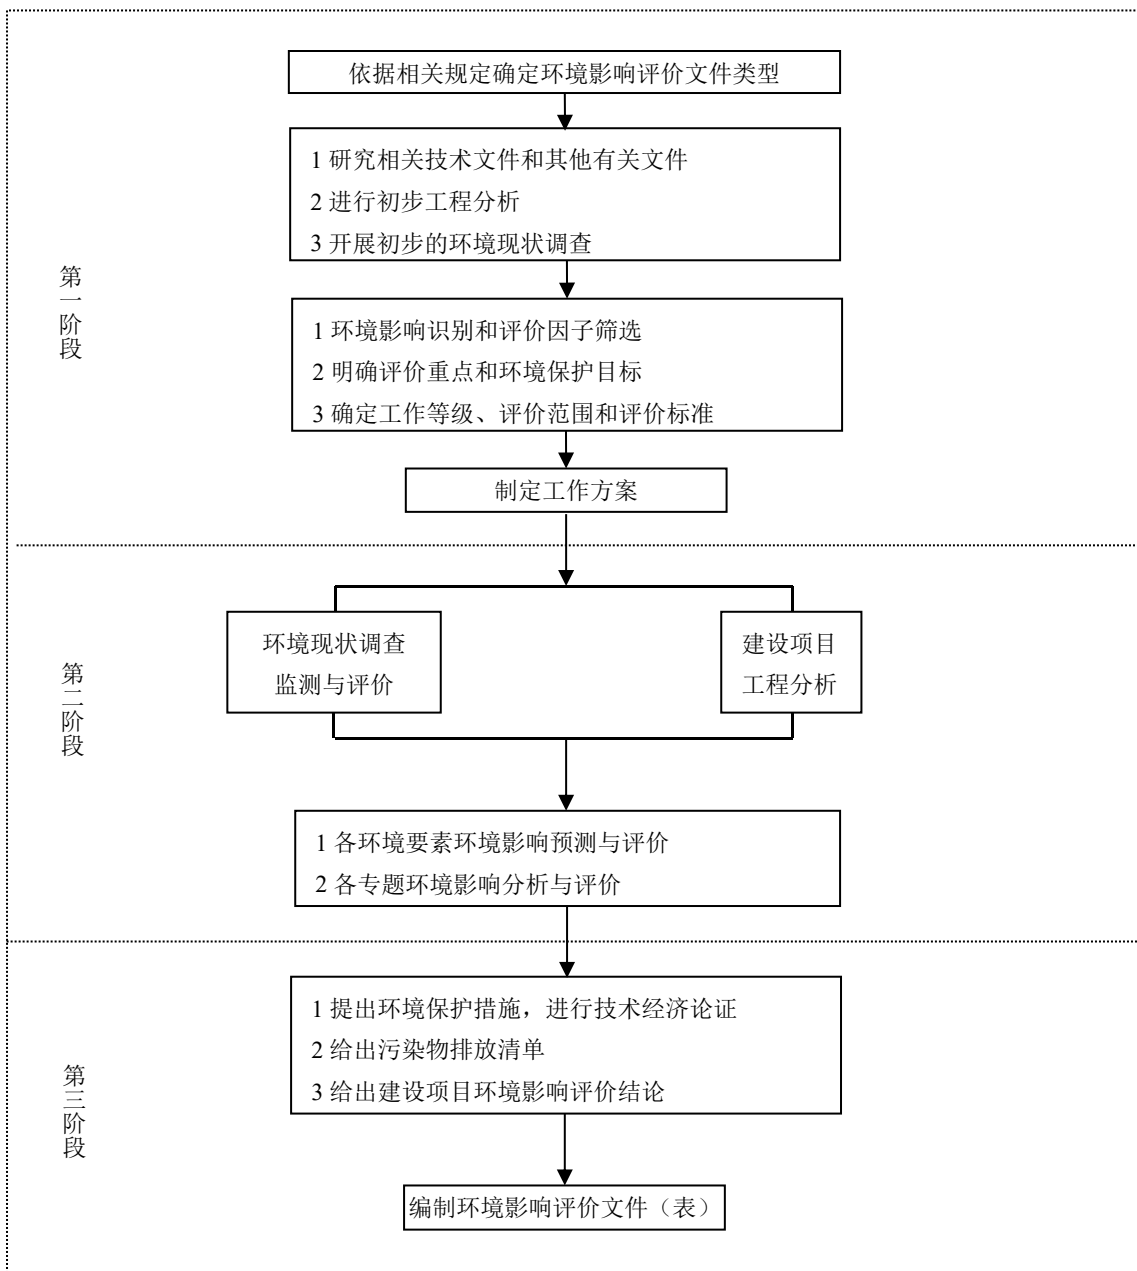 依据相关规定确定环境影响评价文件类型
1 研究相关技术文件和其他有关文件
2 进行初步工程分析
3 开展初步的环境现状调查
第一阶段
1 环境影响识别和评价因子筛选
2 明确评价重点和环境保护目标
3 确定工作等级、评价范围和评价标准
制定工作方案
第二阶段
环境现状调查
监测与评价
建设项目
工程分析
1 各环境要素环境影响预测与评价
2 各专题环境影响分析与评价
第三阶段
1 提出环境保护措施，进行技术经济论证
2 给出污染物排放清单
3 给出建设项目环境影响评价结论
编制环境影响评价文件（表）